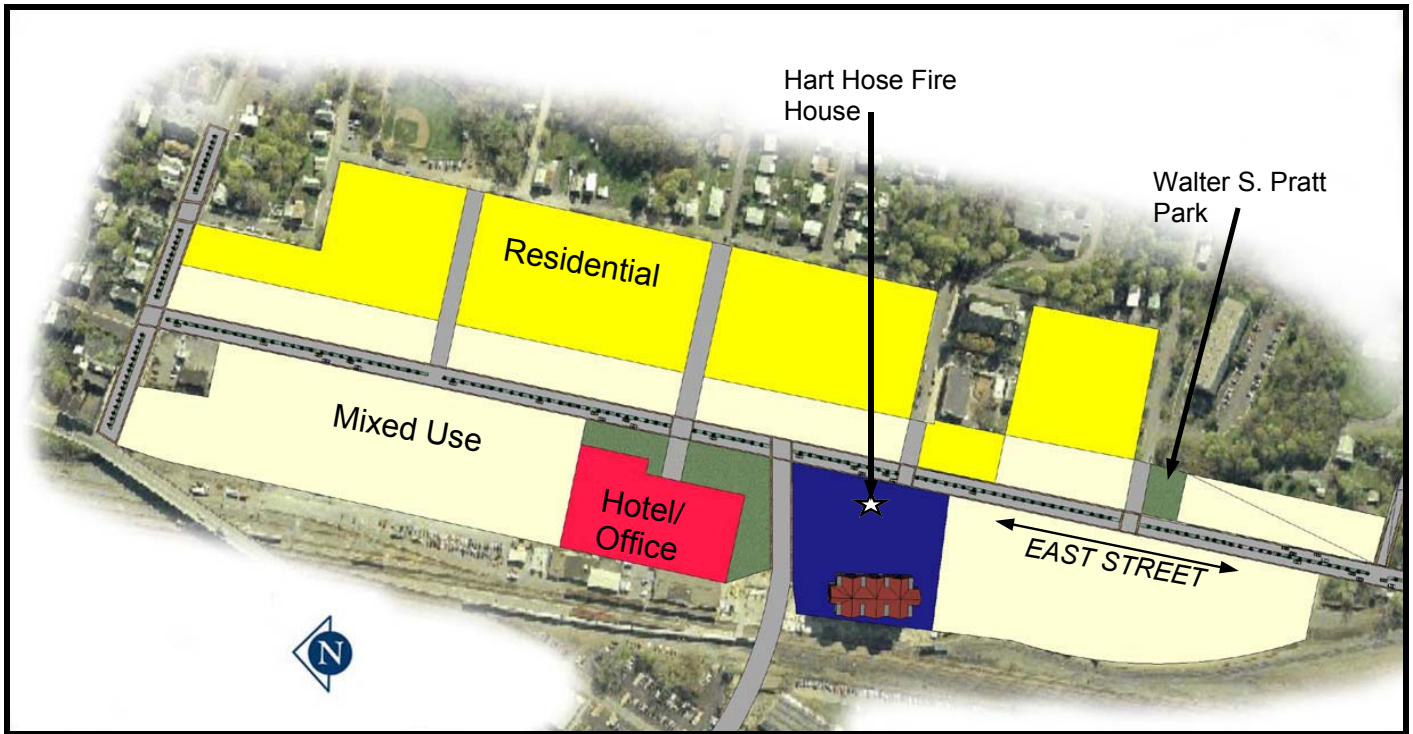 Hart Hose Fire
House
Walter S. Pratt
Park
Residential
Mixed Use
Hotel/
Office
EAST STREET
N